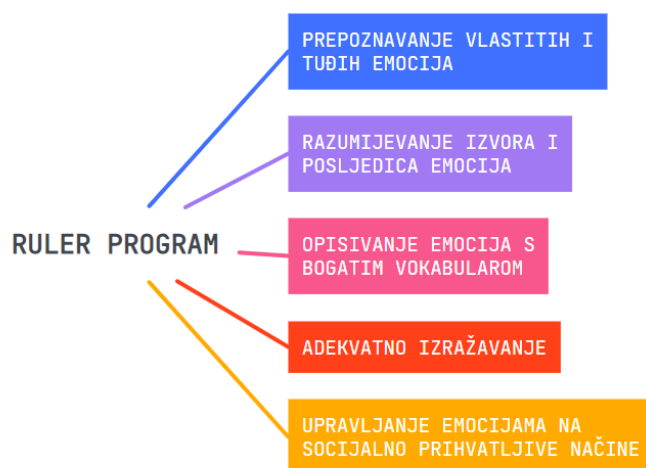 PREPOZNAVANJE VLASTITIH I
TUĐIH EMOCIJA
RAZUMIJEVANJE IZVORA I
POSLJEDICA EMOCIJA
RULER PROGRAM
OPISIVANJE EMOCIJA S
BOGATIM VOKABULAROM
ADEKVATNO IZRAŽAVANJE
UPRAVLJANJE EMOCIJAMA NA
SOCIJALNO PRIHVATLJIVE NAČINE